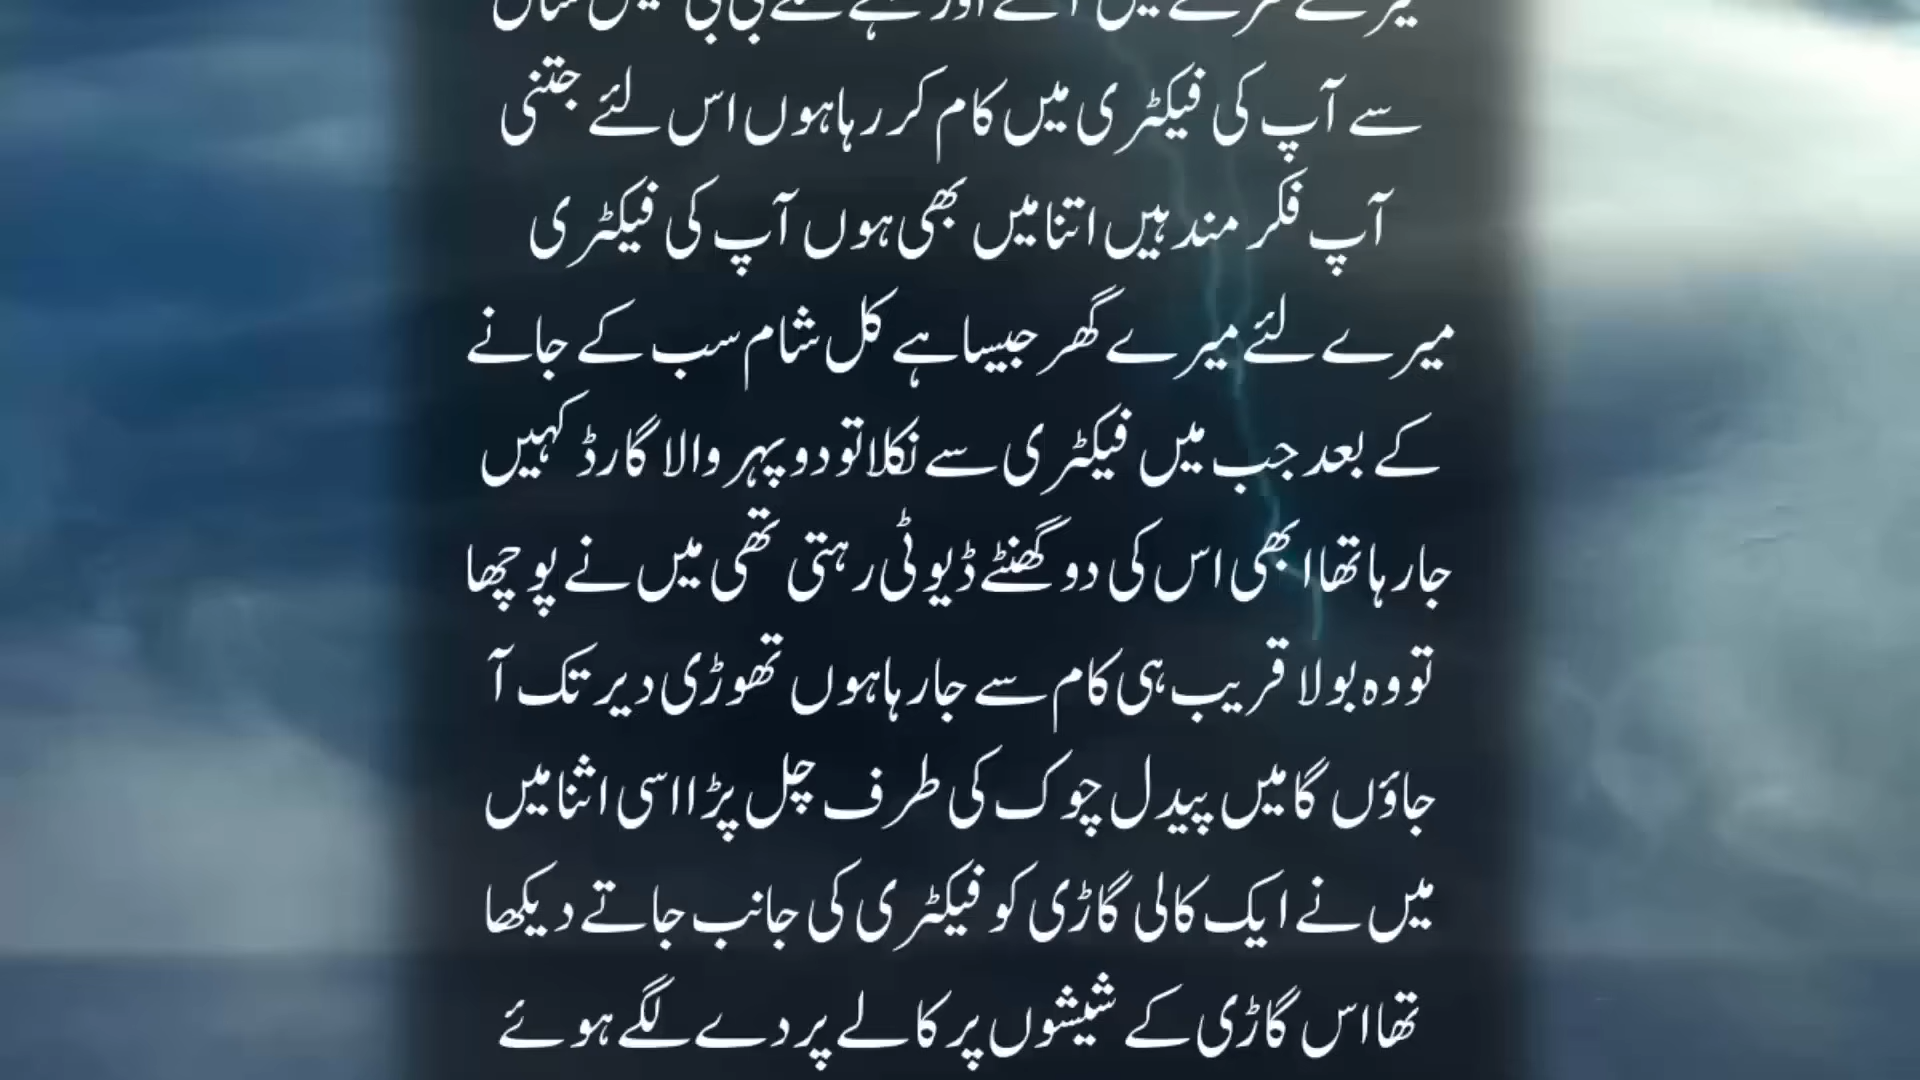 سے آپ کی فیکٹری میں کام کر رہا ہوں اس لئے جتنی
آپ فکر مند ہیں اتنا میں بھی ہوں آپ کی فیکٹری
میرے لئے میرے گھر جیسا ہے کل شام سب کے جانے
کے بعد جب میں فیکٹری سے نکلا تو دوپہر والا گارڈ کہیں
جا رہا تھا ابھی اس کی دو گھنٹے ڈیوٹی رہتی تھی میں نے پوچھا
تو وہ بولا قریب ہی کام سے جا رہا ہوں تھوڑی دیر تک آ
جاؤں گا میں پیدل چوک کی طرف چل پڑا اسی اثنا میں
میں نے ایک کالی گاڑی کو فیکٹری کی جانب جاتے دیکھا
تھا اس گاڑی کے شیشوں پر کالے پردے لگے ہوئے